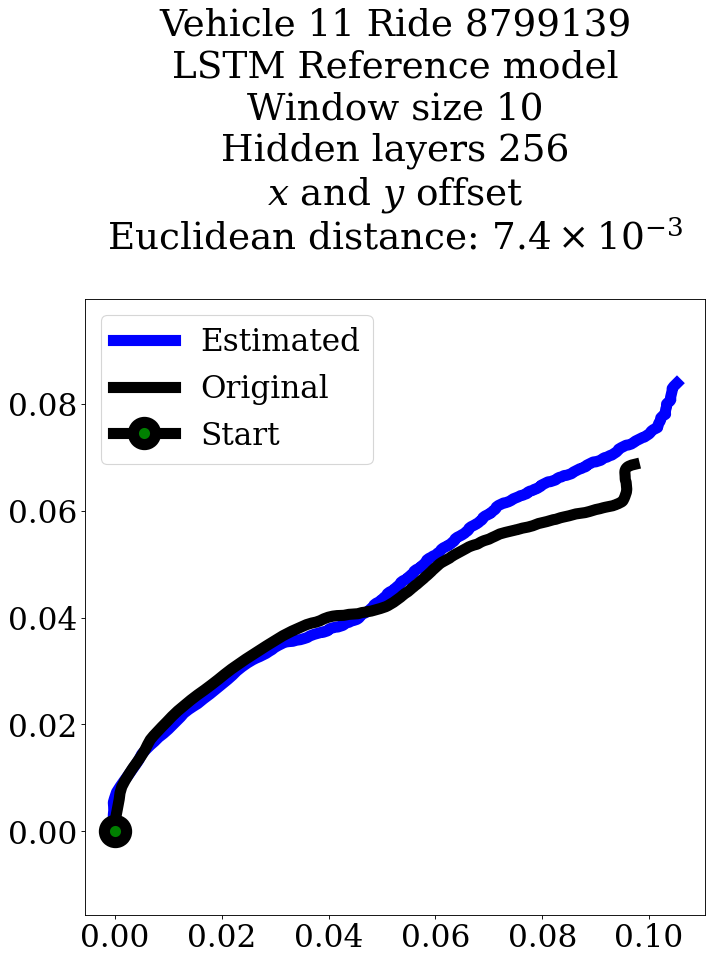 Vehicle 11 Ride 8799139
LSTM Reference model
Window size 10
Hidden layers 256
x and y offset
Euclidean distance: 7.4 × 10⁻³
Estimated
Original
Start
0.08
0.06
0.04
0.02
0.00
0.00 0.02 0.04 0.06 0.08 0.10